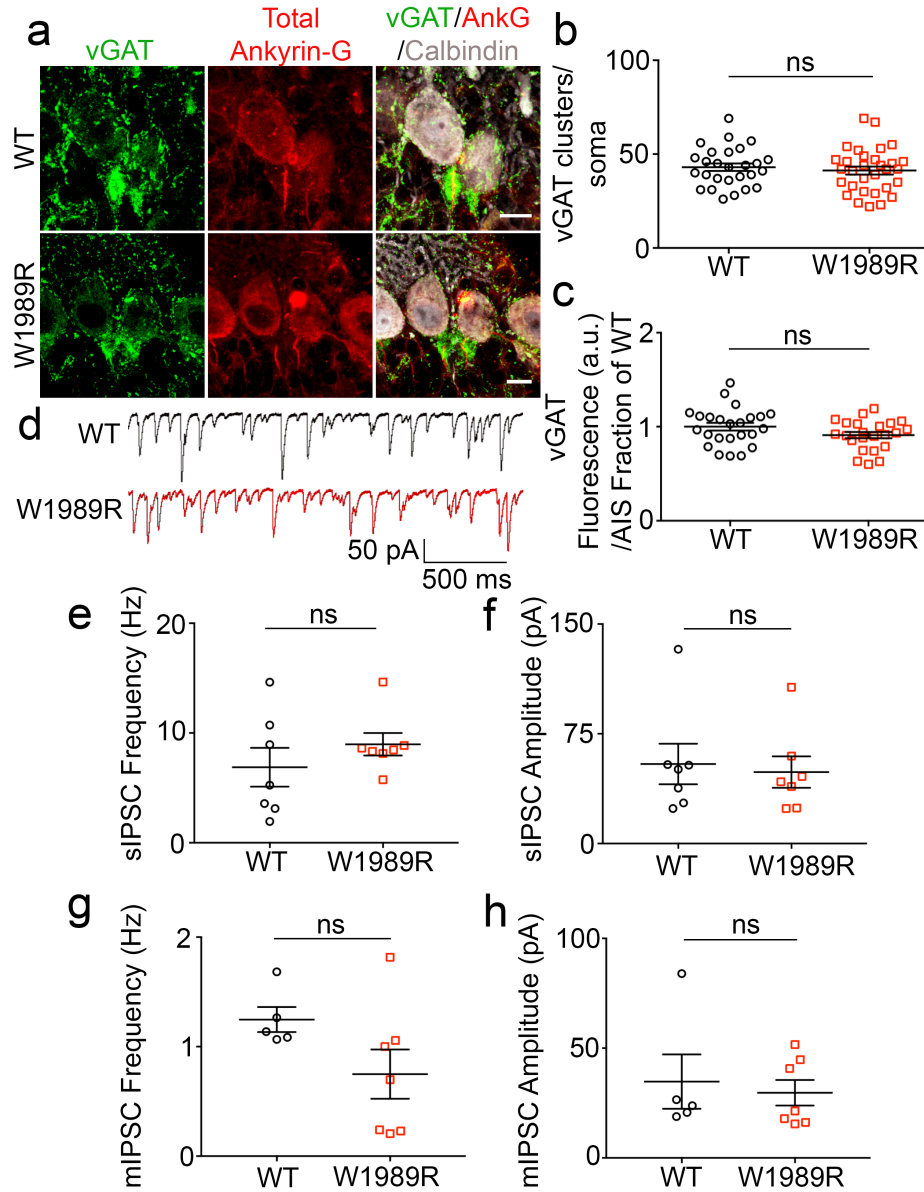 a
vGAT
Total
Ankyrin-G
vGAT/AnkG
/Calbindin
WT
W1989R
b
vGAT clusters/
soma
100
50
0
ns
WT
W1989R
c
vGAT
Fluorescence (a.u.)
/AIS Fraction of WT
2
1
0
ns
WT
W1989R
d
WT
W1989R
50 pA
500 ms
e
sIPSC Frequency (Hz)
20
10
0
ns
WT
W1989R
f
sIPSC Amplitude (pA)
150
75
0
ns
WT
W1989R
g
mIPSC Frequency (Hz)
2
1
0
ns
WT
W1989R
h
mIPSC Amplitude (pA)
100
50
0
ns
WT
W1989R